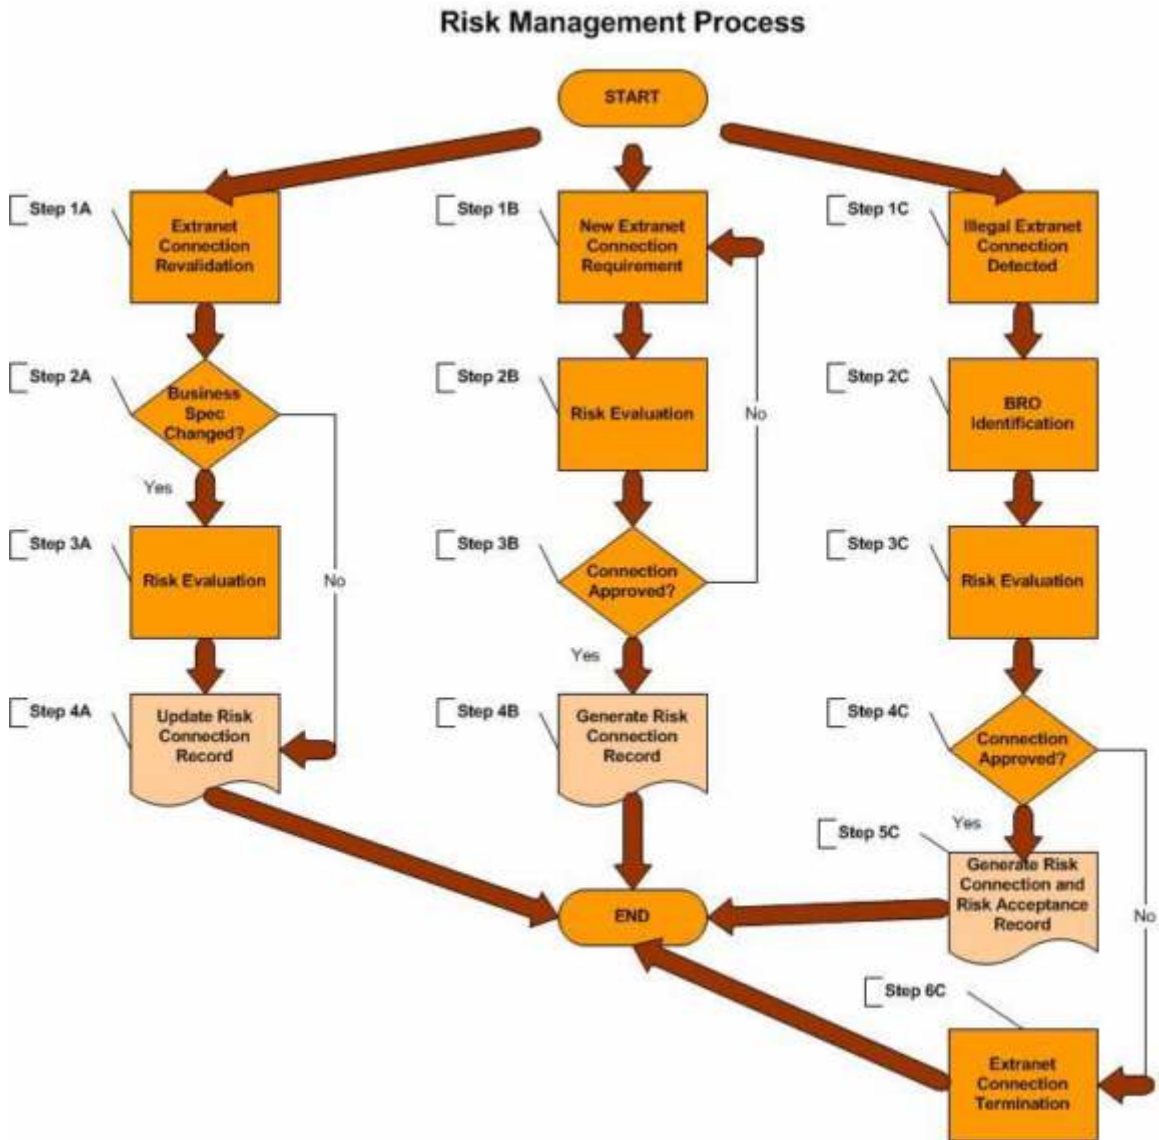 Risk Management Process
START
Step 1A
Extranet
Connection
Revalidation
Step 1B
New Extranet
Connection
Requirement
Step 1C
Illegal Extranet
Connection
Detected
Step 2A
Business
Spec
Changed?
Step 2B
Risk Evaluation
No
Step 2C
BRO
Identification
Yes
Step 3A
Risk Evaluation
No
Step 3B
Connection
Approved?
Step 3C
Risk Evaluation
Yes
Step 4A
Update Risk
Connection
Record
Step 4B
Generate Risk
Connection
Record
Step 4C
Connection
Approved?
Yes
Step 5C
Generate Risk
Connection and
Risk Acceptance
Record
No
END
Step 6C
Extranet
Connection
Termination